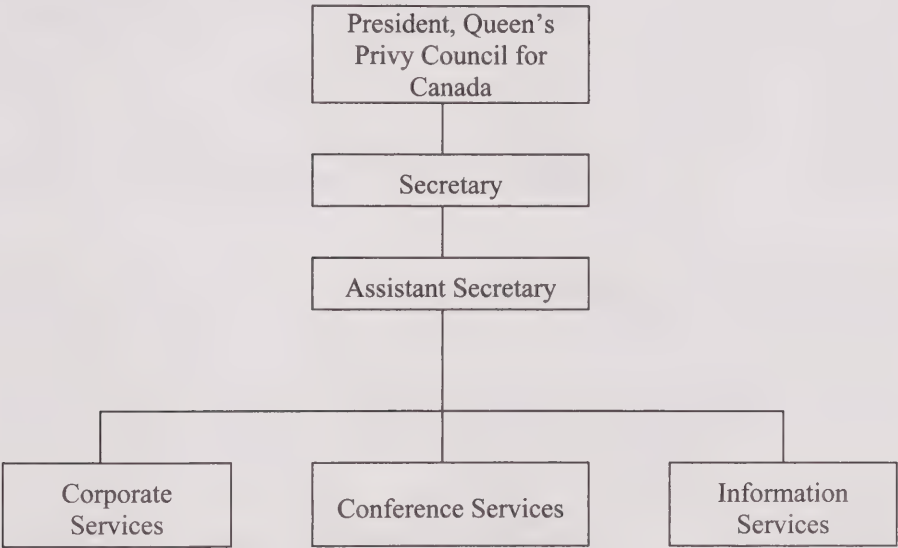 President, Queen's
Privy Council for
Canada
Secretary
Assistant Secretary
Corporate
Services
Conference Services
Information
Services